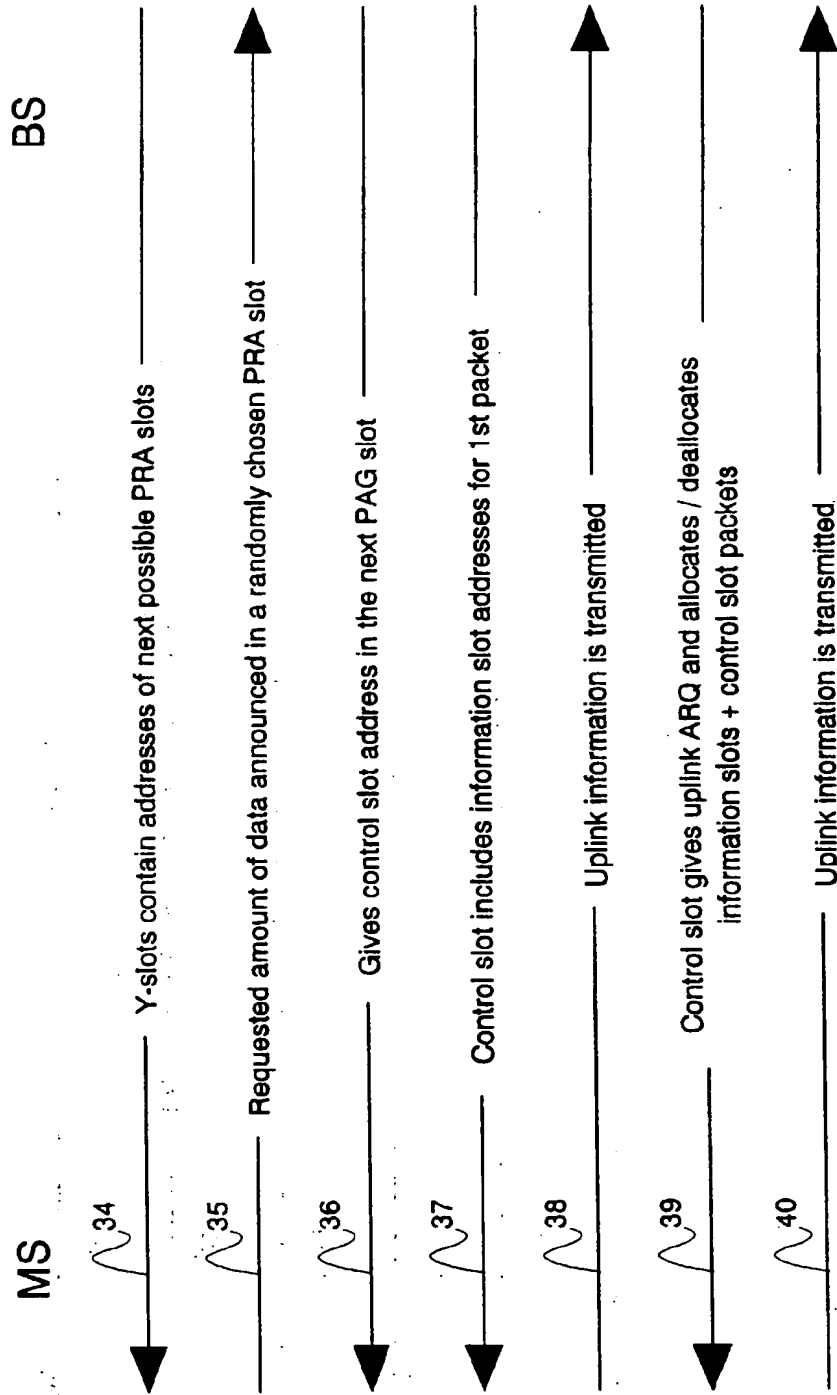 MS
BS
34
Y-slots contain addresses of next possible PRA slots
35
Requested amount of data announced in a randomly chosen PRA slot
36
Gives control slot address in the next PAG slot
37
Control slot includes information slot addresses for 1st packet
38
Uplink information is transmitted
39
Control slot gives uplink ARQ and allocates / deallocates
information slots + control slot packets
40
Uplink information is transmitted